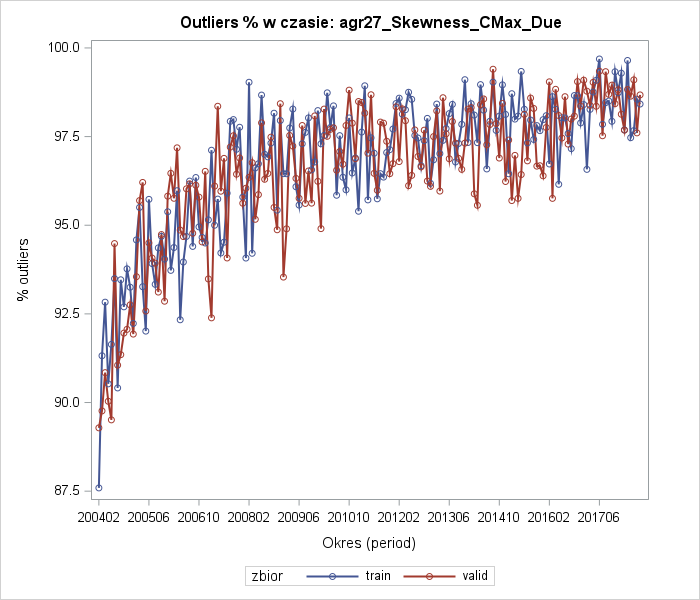 Outliers % w czasie: agr27_Skewness_CMax_Due
100.0
97.5
95.0
92.5
90.0
87.5
% outliers
200402 200506 200610 200802 200906 201010 201202 201306 201410 201602 201706
Okres (period)
zbior train valid